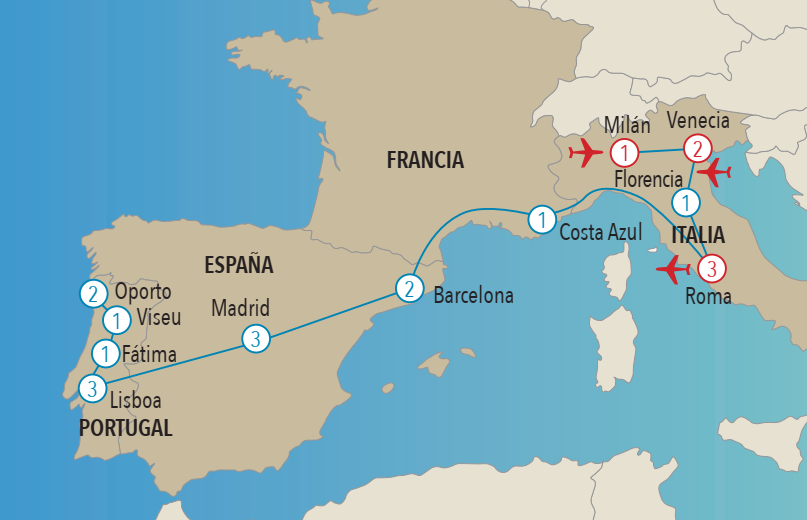 Milán
Venecia
1
2
FRANCIA
Florencia
1
1
Costa Azul
ITALIA
ESPAÑA
3
Roma
2
Oporto
2
Barcelona
Madrid
1
Viseu
3
1
Fátima
3
Lisboa
PORTUGAL